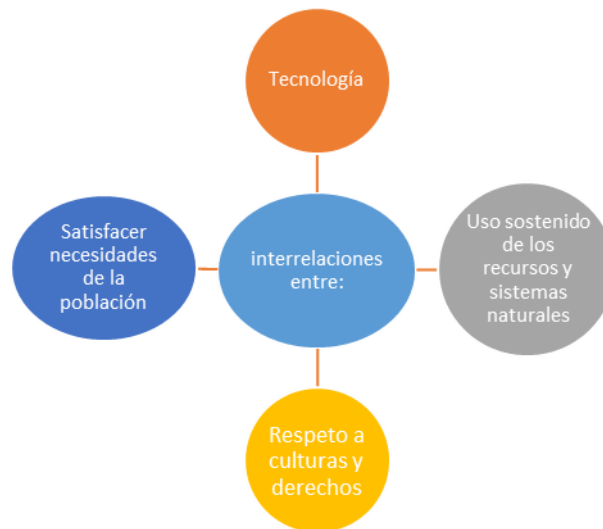 Tecnología
Satisfacer
necesidades
de la
población
interrelaciones
entre:
Uso sostenido
de los
recursos y
sistemas
naturales
Respeto a
culturas y
derechos